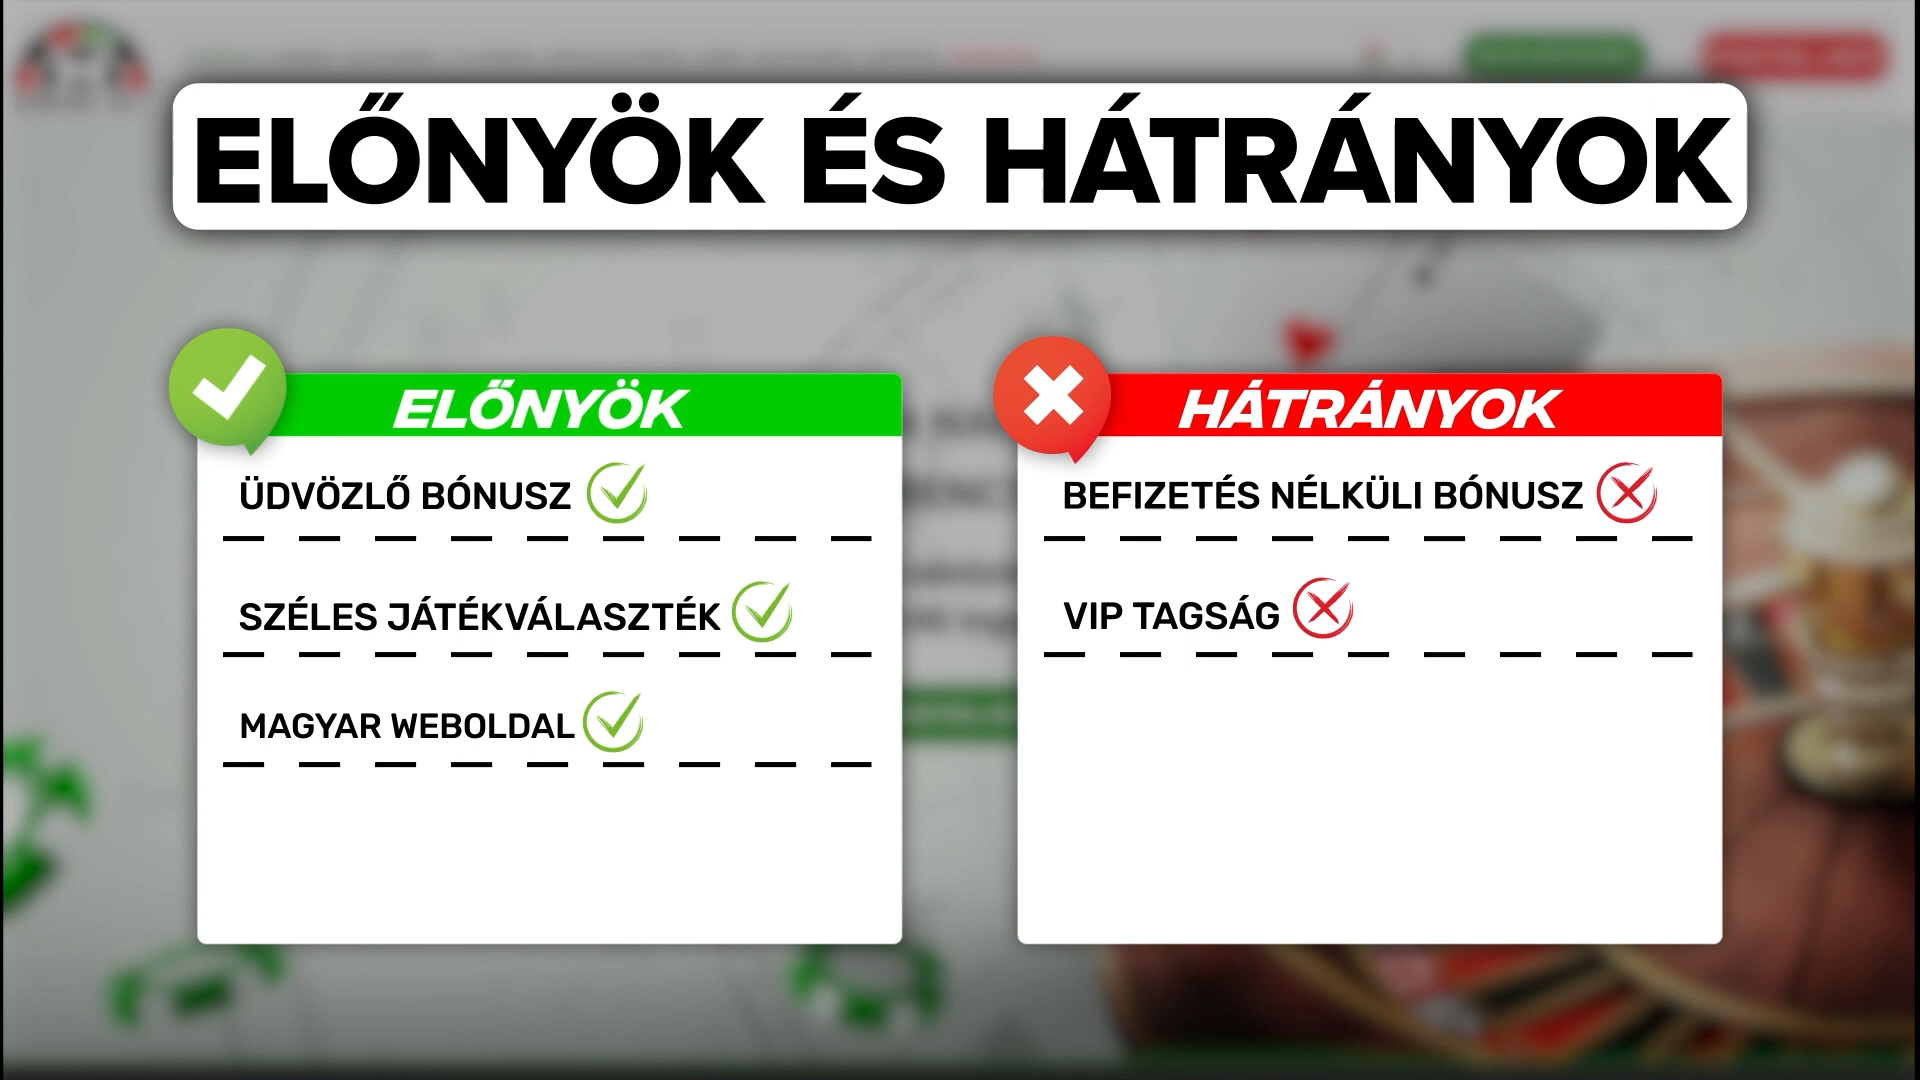 ELŐNYÖK ÉS HÁTRÁNYOK
ELŐNYÖK
ÜDVÖZLŐ BÓNUSZ
SZÉLES JÁTÉKVÁLASZTÉK
MAGYAR WEBOLDAL
HÁTRÁNYOK
BEFIZETÉS NÉLKÜLI BÓNUSZ
VIP TAGSÁG